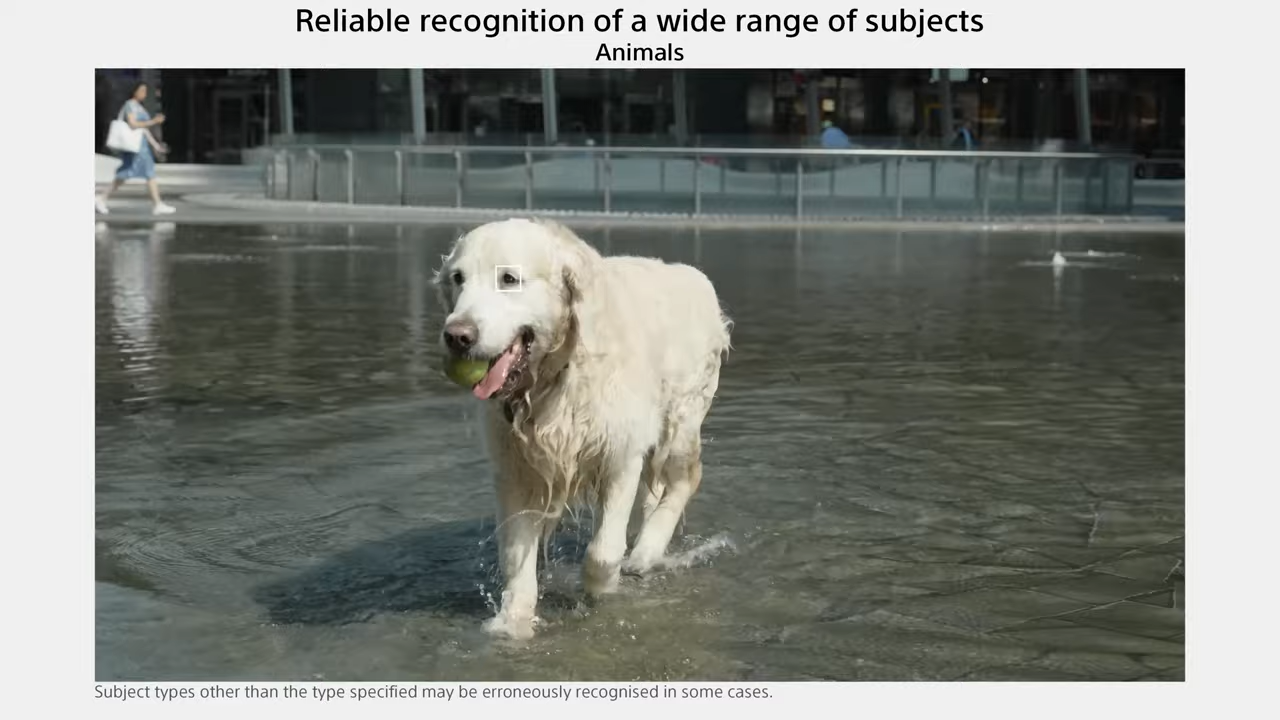 Reliable recognition of a wide range of subjects
Animals
Subject types other than the type specified may be erroneously recognised in some cases.